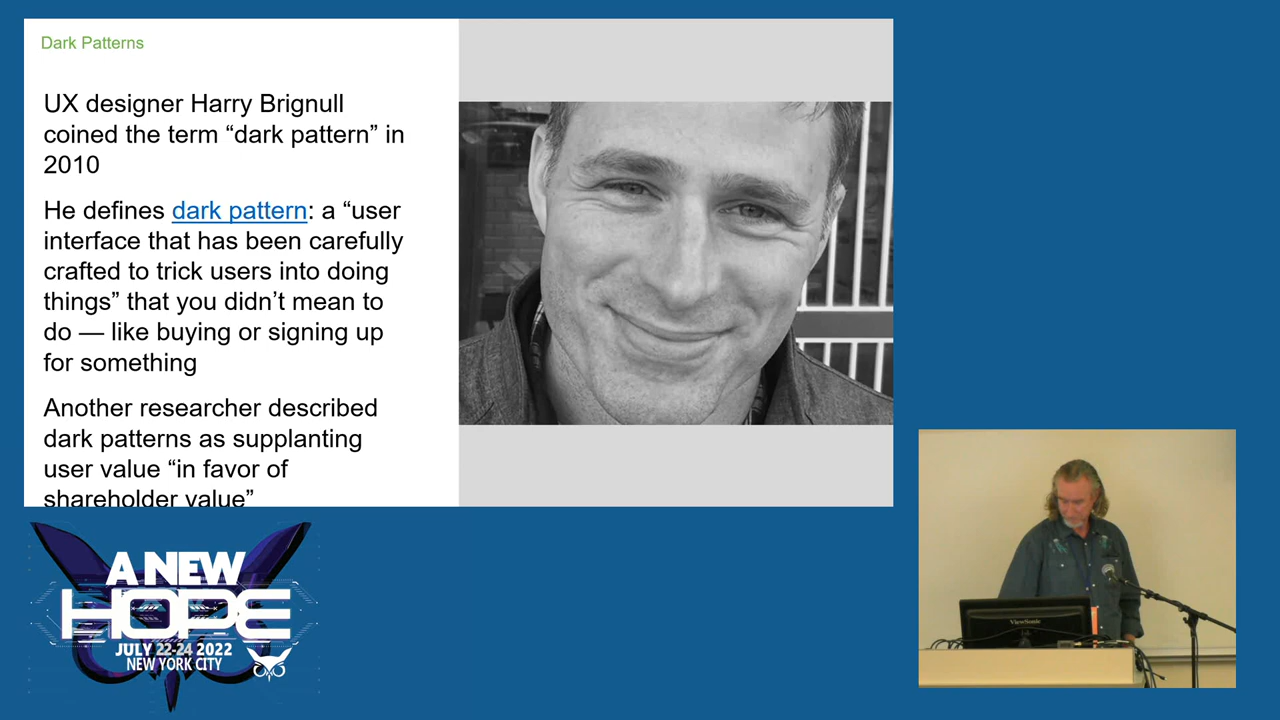 Dark Patterns
UX designer Harry Brignull
coined the term “dark pattern” in
2010
He defines dark pattern: a “user
interface that has been carefully
crafted to trick users into doing
things” that you didn’t mean to
do — like buying or signing up
for something
Another researcher described
dark patterns as supplanting
user value “in favor of
shareholder value”
A NEW
HOPE
JULY 22-24 2022
NEW YORK CITY
ViewSonic